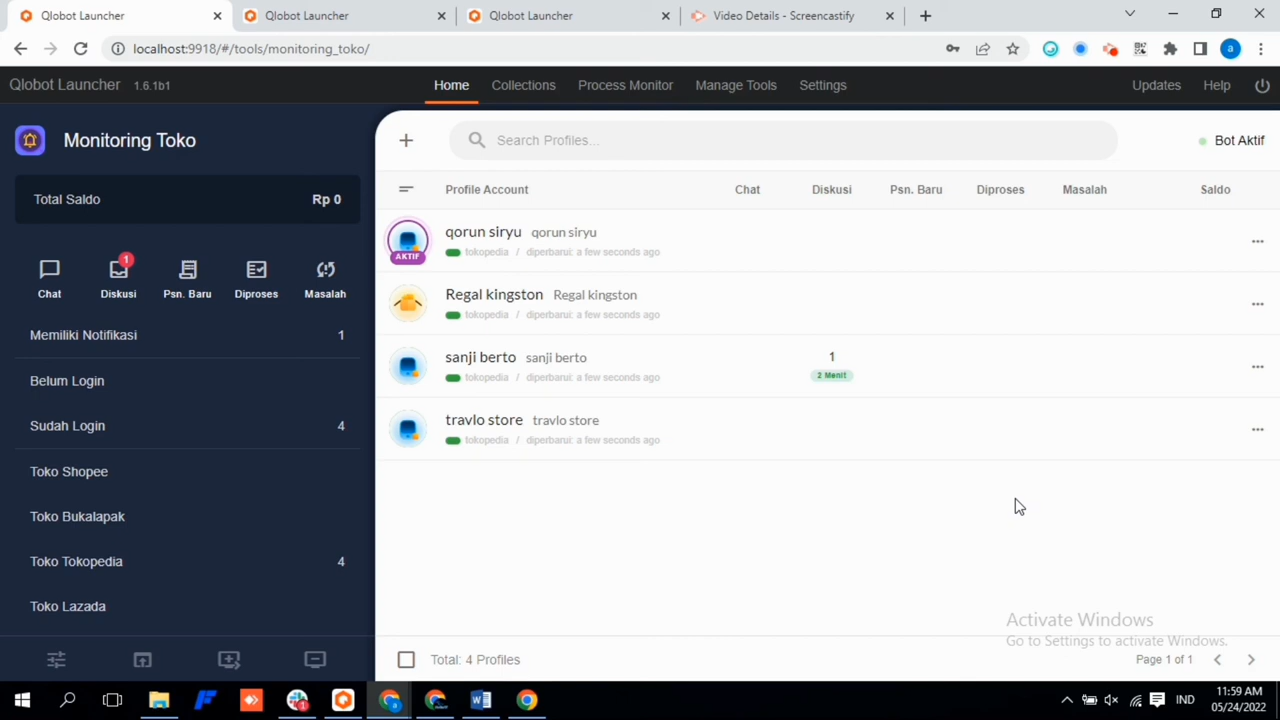 Qlobot Launcher
Qlobot Launcher
Qlobot Launcher
Video Details - Screencastify
localhost:9918/#/tools/monitoring_toko/
a
Qlobot Launcher 1.6.1b1
Home Collections Process Monitor Manage Tools Settings Updates Help
Monitoring Toko
Total Saldo Rp 0
1
Chat Diskusi Psn. Baru Diproses Masalah
Memiliki Notifikasi 1
Belum Login
Sudah Login 4
Toko Shopee
Toko Bukalapak
Toko Tokopedia 4
Toko Lazada
Search Profiles...
Bot Aktif
Profile Account Chat Diskusi Psn. Baru Diproses Masalah Saldo
AKTIF
qorun siryu qorun siryu
tokopedia / diperbarui: a few seconds ago
Regal kingston Regal kingston
tokopedia / diperbarui: a few seconds ago
sanji berto sanji berto 1
tokopedia / diperbarui: a few seconds ago 2 Menit
travlo store travlo store
tokopedia / diperbarui: a few seconds ago
Activate Windows
Go to Settings to activate Windows.
Total: 4 Profiles
Page 1 of 1
IND
11:59 AM
05/24/2022